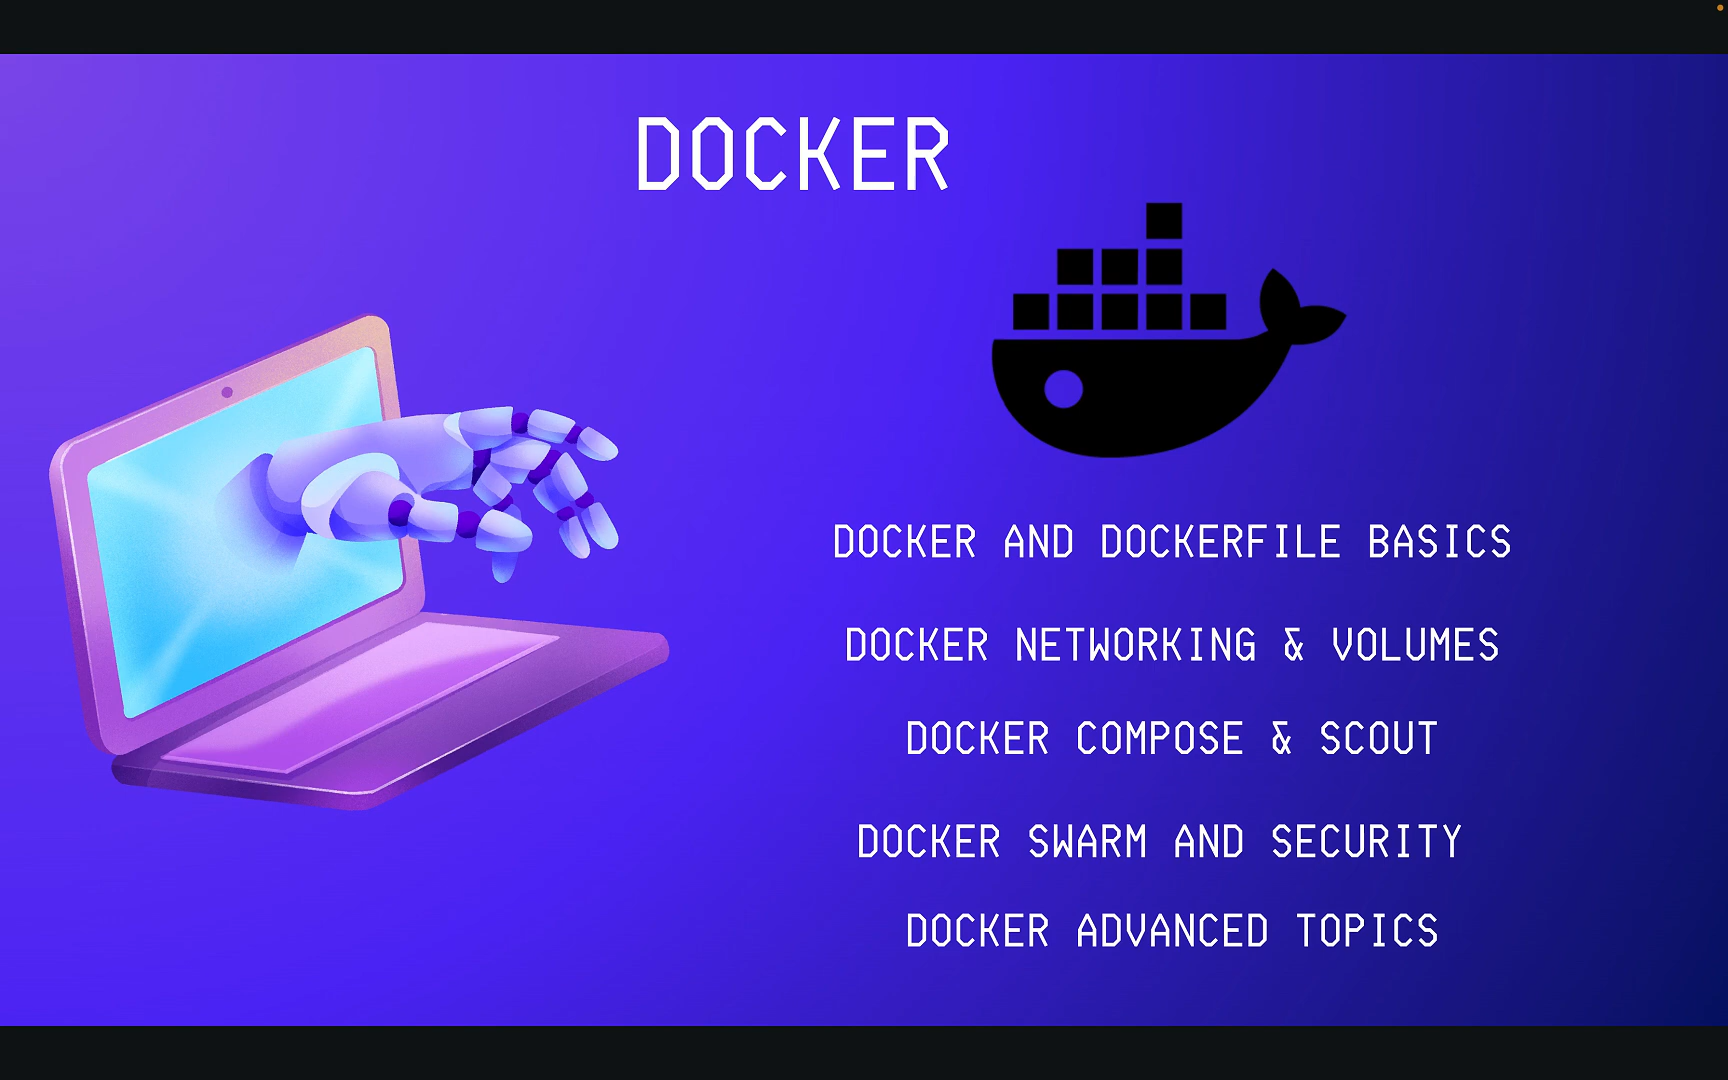 DOCKER
DOCKER AND DOCKERFILE BASICS
DOCKER NETWORKING & VOLUMES
DOCKER COMPOSE & SCOUT
DOCKER SWARM AND SECURITY
DOCKER ADVANCED TOPICS